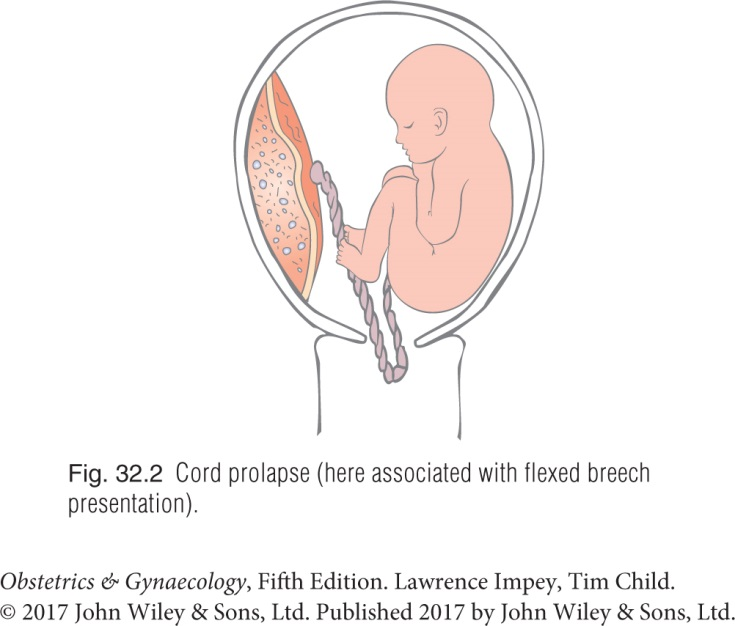 Fig. 32.2 Cord prolapse (here associated with flexed breech
presentation).
Obstetrics & Gynaecology, Fifth Edition. Lawrence Impey, Tim Child.
© 2017 John Wiley & Sons, Ltd. Published 2017 by John Wiley & Sons, Ltd.